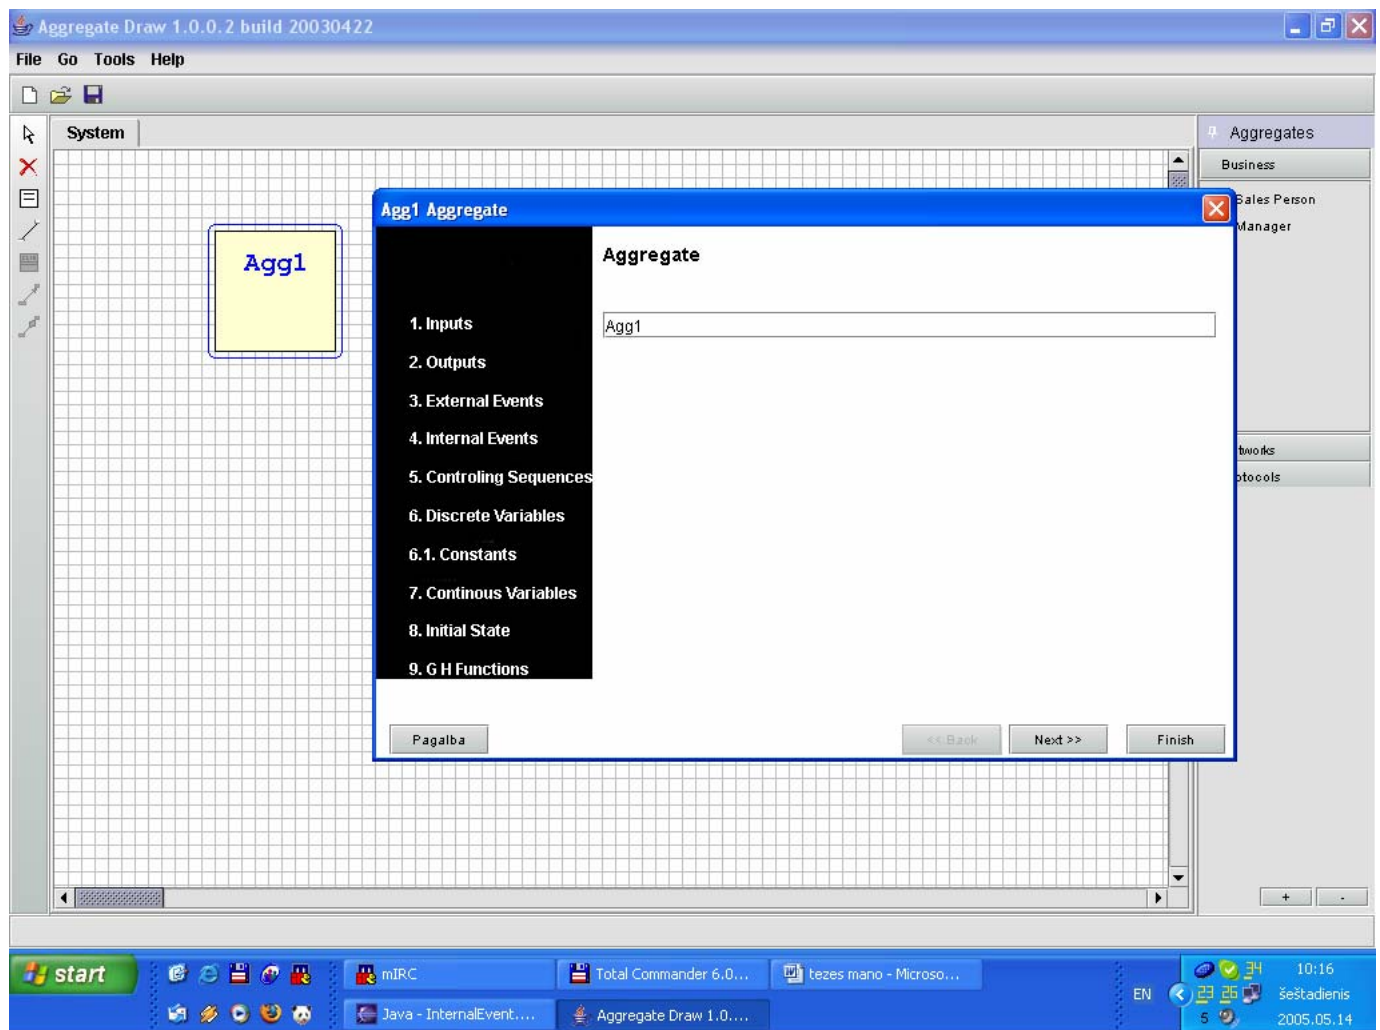 Aggregate Draw 1.0.0.2 build 20030422
File Go Tools Help
System
Aggregates
Business
Sales Person
Manager
Agg1
Agg1 Aggregate
Aggregate
Agg1
1. Inputs
2. Outputs
3. External Events
4. Internal Events
5. Controling Sequences
6. Discrete Variables
6.1. Constants
7. Continous Variables
8. Initial State
9. G H Functions
tworks
otocols
Pagalba
<< Back
Next >>
Finish
+ -
start
mIRC
Total Commander 6.0...
tezes mano - Microso...
Java - InternalEvent....
Aggregate Draw 1.0....
EN
34
23 26
5
10:16
šeštadienis
2005.05.14